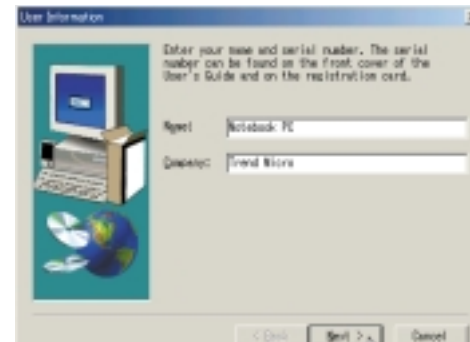 User Information
Enter your name and serial number. The serial
number can be found on the front cover of the
User's Guide and on the registration card.
Name: Notebook PC
Company: Trend Micro
< Back Next > Cancel